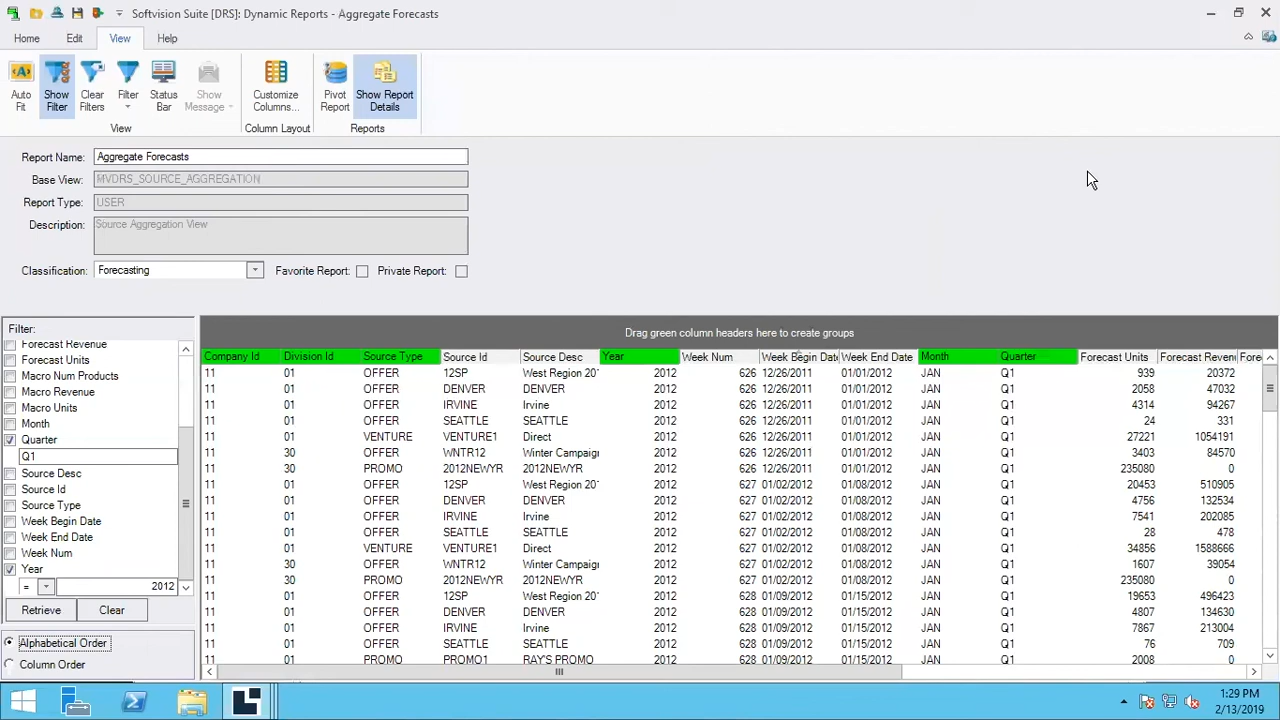 Softvision Suite [DRS]: Dynamic Reports - Aggregate Forecasts
Home Edit View Help
Auto Fit
Show Filter
Clear Filters
Filter
Status Bar
Show Message
Customize Columns...
Pivot Report
Show Report Details
View Column Layout Reports
Report Name: Aggregate Forecasts
Base View: MVDRS_SOURCE_AGGREGATION
Report Type: USER
Description: Source Aggregation View
Classification: Forecasting Favorite Report: Private Report:
Filter:
Forecast Revenue
Forecast Units
Macro Num Products
Macro Revenue
Macro Units
Month
Quarter
Q1
Source Desc
Source Id
Source Type
Week Begin Date
Week End Date
Week Num
Year
= 2012
Retrieve Clear
Alphabetical Order
Column Order
Drag green column headers here to create groups
Company Id Division Id Source Type Source Id Source Desc Year Week Num Week Begin Date Week End Date Month Quarter Forecast Units Forecast Reven Fore
11 01 OFFER 12SP West Region 20 2012 626 12/26/2011 01/01/2012 JAN Q1 939 20372
11 01 OFFER DENVER DENVER 2012 626 12/26/2011 01/01/2012 JAN Q1 2058 47032
11 01 OFFER IRVINE Irvine 2012 626 12/26/2011 01/01/2012 JAN Q1 4314 94267
11 01 OFFER SEATTLE SEATTLE 2012 626 12/26/2011 01/01/2012 JAN Q1 24 331
11 01 VENTURE VENTURE1 Direct 2012 626 12/26/2011 01/01/2012 JAN Q1 27221 1054191
11 30 OFFER WNTR12 Winter Campaign 2012 626 12/26/2011 01/01/2012 JAN Q1 3403 84570
11 30 PROMO 2012NEWYR 2012NEWYR 2012 626 12/26/2011 01/01/2012 JAN Q1 235080 0
11 01 OFFER 12SP West Region 20 2012 627 01/02/2012 01/08/2012 JAN Q1 20453 510905
11 01 OFFER DENVER DENVER 2012 627 01/02/2012 01/08/2012 JAN Q1 4756 132534
11 01 OFFER IRVINE Irvine 2012 627 01/02/2012 01/08/2012 JAN Q1 7541 202085
11 01 OFFER SEATTLE SEATTLE 2012 627 01/02/2012 01/08/2012 JAN Q1 28 478
11 01 VENTURE VENTURE1 Direct 2012 627 01/02/2012 01/08/2012 JAN Q1 34856 1588666
11 30 OFFER WNTR12 Winter Campaign 2012 627 01/02/2012 01/08/2012 JAN Q1 1607 39054
11 30 PROMO 2012NEWYR 2012NEWYR 2012 627 01/02/2012 01/08/2012 JAN Q1 235080 0
11 01 OFFER 12SP West Region 20 2012 628 01/09/2012 01/15/2012 JAN Q1 19653 496423
11 01 OFFER DENVER DENVER 2012 628 01/09/2012 01/15/2012 JAN Q1 4807 134630
11 01 OFFER IRVINE Irvine 2012 628 01/09/2012 01/15/2012 JAN Q1 7867 213004
11 01 OFFER SEATTLE SEATTLE 2012 628 01/09/2012 01/15/2012 JAN Q1 76 709
11 01 PROMO PROMO1 RAY'S PROMO 2012 628 01/09/2012 01/15/2012 JAN Q1 2008 0
1:29 PM
2/13/2019